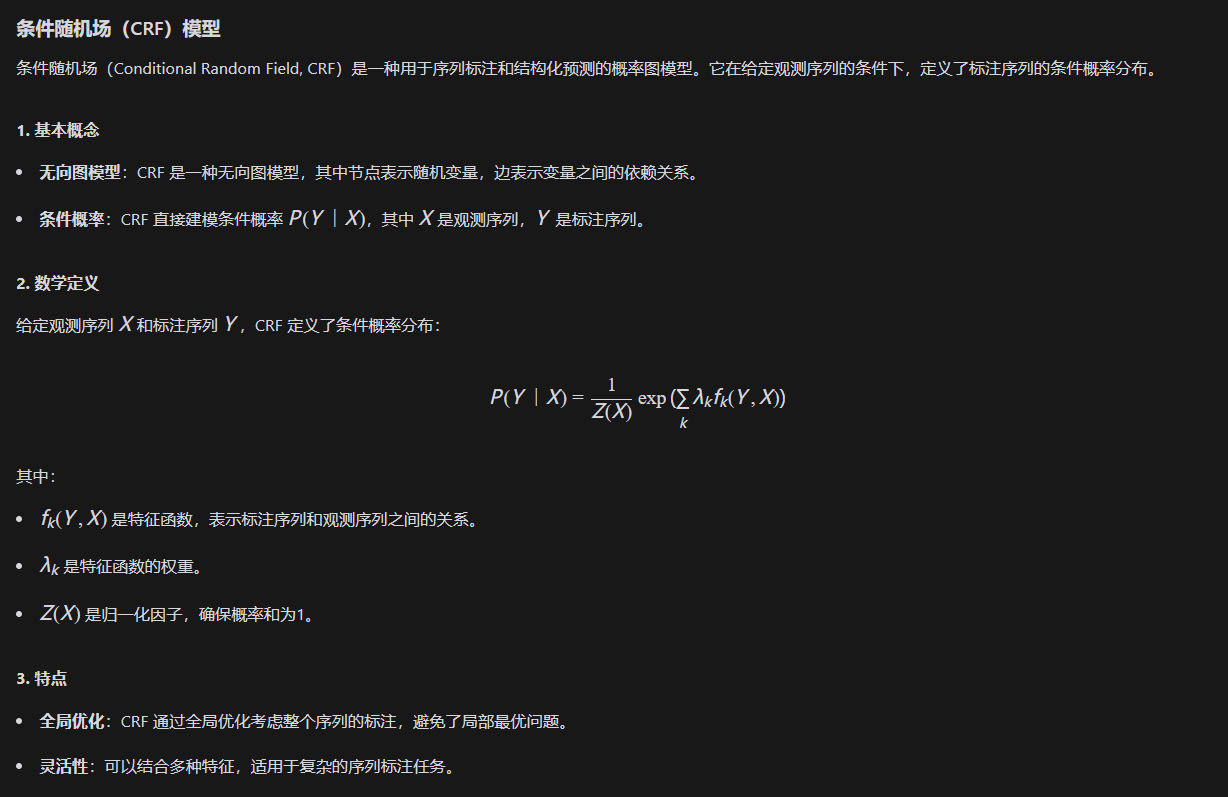 条件随机场（CRF）模型
条件随机场（Conditional Random Field, CRF）是一种用于序列标注和结构化预测的概率图模型。它在给定观测序列的条件下，定义了标注序列的条件概率分布。
1. 基本概念
• 无向图模型：CRF 是一种无向图模型，其中节点表示随机变量，边表示变量之间的依赖关系。
• 条件概率：CRF 直接建模条件概率 P(Y | X)，其中 X 是观测序列，Y 是标注序列。
2. 数学定义
给定观测序列 X 和标注序列 Y，CRF 定义了条件概率分布：
P(Y | X) = 1/Z(X) exp (∑_k λ_k f_k(Y, X))
其中：
• f_k(Y, X) 是特征函数，表示标注序列和观测序列之间的关系。
• λ_k 是特征函数的权重。
• Z(X) 是归一化因子，确保概率和为1。
3. 特点
• 全局优化：CRF 通过全局优化考虑整个序列的标注，避免了局部最优问题。
• 灵活性：可以结合多种特征，适用于复杂的序列标注任务。